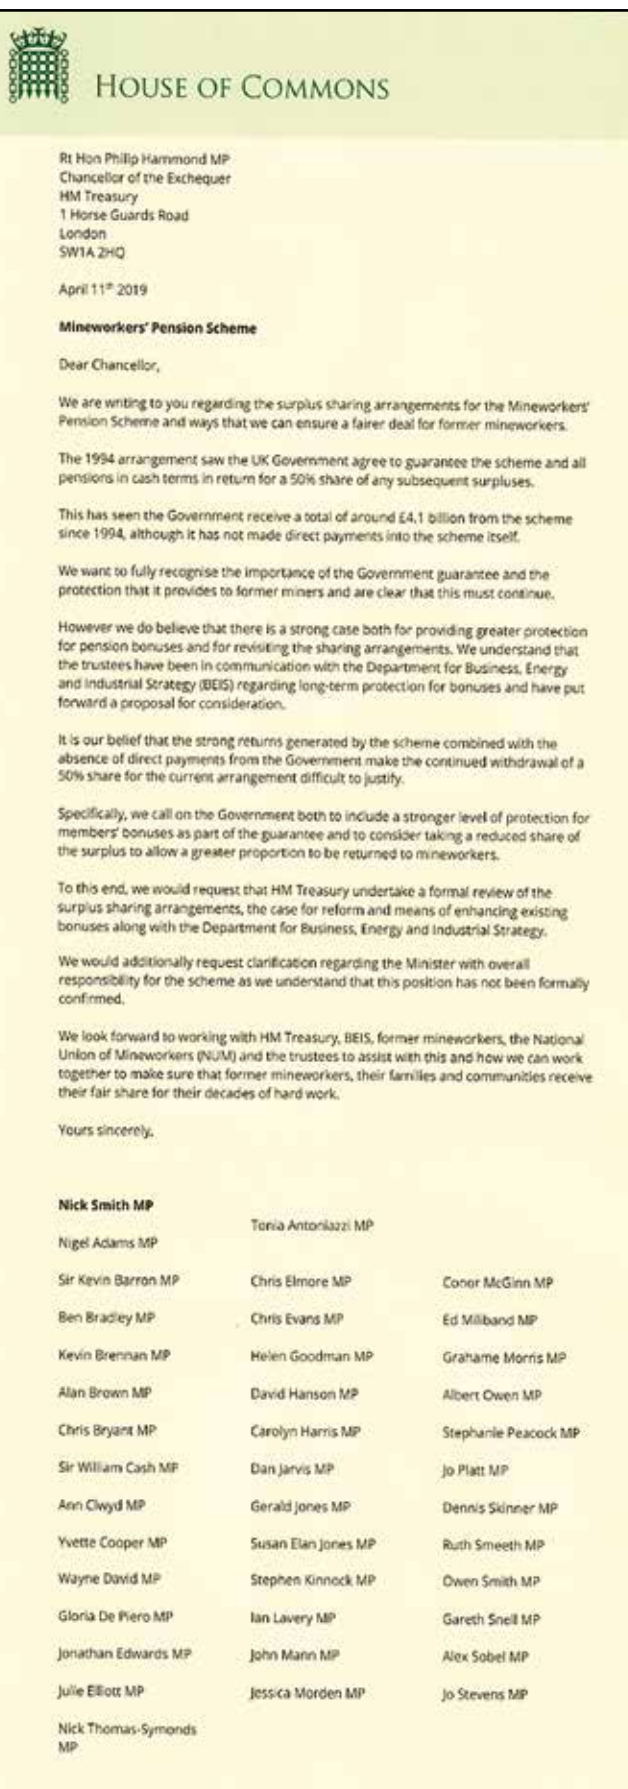 HOUSE OF COMMONS
Rt Hon Philip Hammond MP
Chancellor of the Exchequer
HM Treasury
1 Horse Guards Road
London
SW1A 2HQ
April 11th 2019
Mineworkers' Pension Scheme
Dear Chancellor,
We are writing to you regarding the surplus sharing arrangements for the Mineworkers'
Pension Scheme and ways that we can ensure a fairer deal for former mineworkers.
The 1994 arrangement saw the UK Government agree to guarantee the scheme and all
pensions in cash terms in return for a 50% share of any subsequent surpluses.
This has seen the Government receive a total of around £4.1 billion from the scheme
since 1994, although it has not made direct payments into the scheme itself.
We want to fully recognise the importance of the Government guarantee and the
protection that it provides to former miners and are clear that this must continue.
However we do believe that there is a strong case both for providing greater protection
for pension bonuses and for revisiting the sharing arrangements. We understand that
the trustees have been in communication with the Department for Business, Energy
and Industrial Strategy (BEIS) regarding long-term protection for bonuses and have put
forward a proposal for consideration.
It is our belief that the strong returns generated by the scheme combined with the
absence of direct payments from the Government make the continued withdrawal of a
50% share for the current arrangement difficult to justify.
Specifically, we call on the Government both to include a stronger level of protection for
members' bonuses as part of the guarantee and to consider taking a reduced share of
the surplus to allow a greater proportion to be returned to mineworkers.
To this end, we would request that HM Treasury undertake a formal review of the
surplus sharing arrangements, the case for reform and means of enhancing existing
bonuses along with the Department for Business, Energy and Industrial Strategy.
We would additionally request clarification regarding the Minister with overall
responsibility for the scheme as we understand that this position has not been formally
confirmed.
We look forward to working with HM Treasury, BEIS, former mineworkers, the National
Union of Mineworkers (NUM) and the trustees to assist with this and how we can work
together to make sure that former mineworkers, their families and communities receive
their fair share for their decades of hard work.
Yours sincerely,
Nick Smith MP
Nigel Adams MP
Sir Kevin Barron MP
Ben Bradley MP
Kevin Brennan MP
Alan Brown MP
Chris Bryant MP
Sir William Cash MP
Ann Clwyd MP
Yvette Cooper MP
Wayne David MP
Gloria De Piero MP
Jonathan Edwards MP
Julie Elliott MP
Nick Thomas-Symonds
MP
Tonia Antoniazzi MP
Chris Elmore MP
Chris Evans MP
Helen Goodman MP
David Hanson MP
Carolyn Harris MP
Dan Jarvis MP
Gerald Jones MP
Susan Elan Jones MP
Stephen Kinnock MP
Ian Lavery MP
John Mann MP
Jessica Morden MP
Conor McGinn MP
Ed Miliband MP
Grahame Morris MP
Albert Owen MP
Stephanie Peacock MP
Jo Platt MP
Dennis Skinner MP
Ruth Smeeth MP
Owen Smith MP
Gareth Snell MP
Alex Sobel MP
Jo Stevens MP